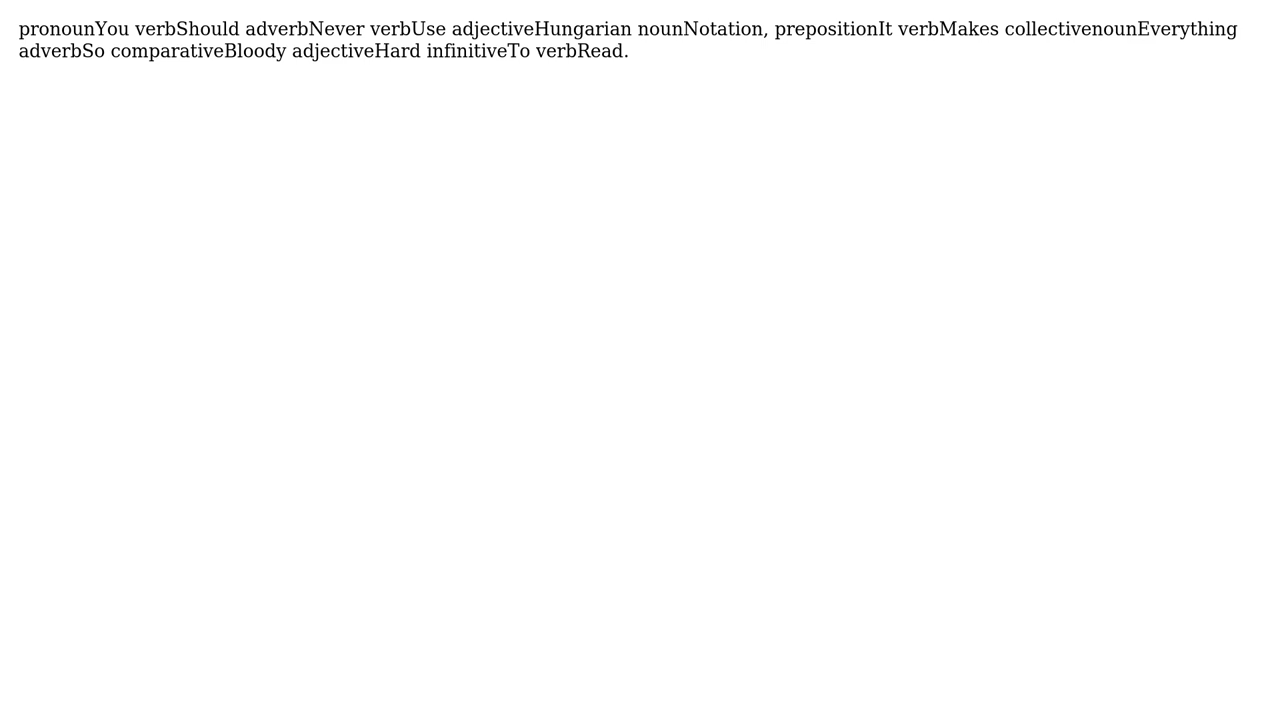 pronounYou verbShould adverbNever verbUse adjectiveHungarian nounNotation, prepositionIt verbMakes collectivenounEverything
adverbSo comparativeBloody adjectiveHard infinitiveTo verbRead.